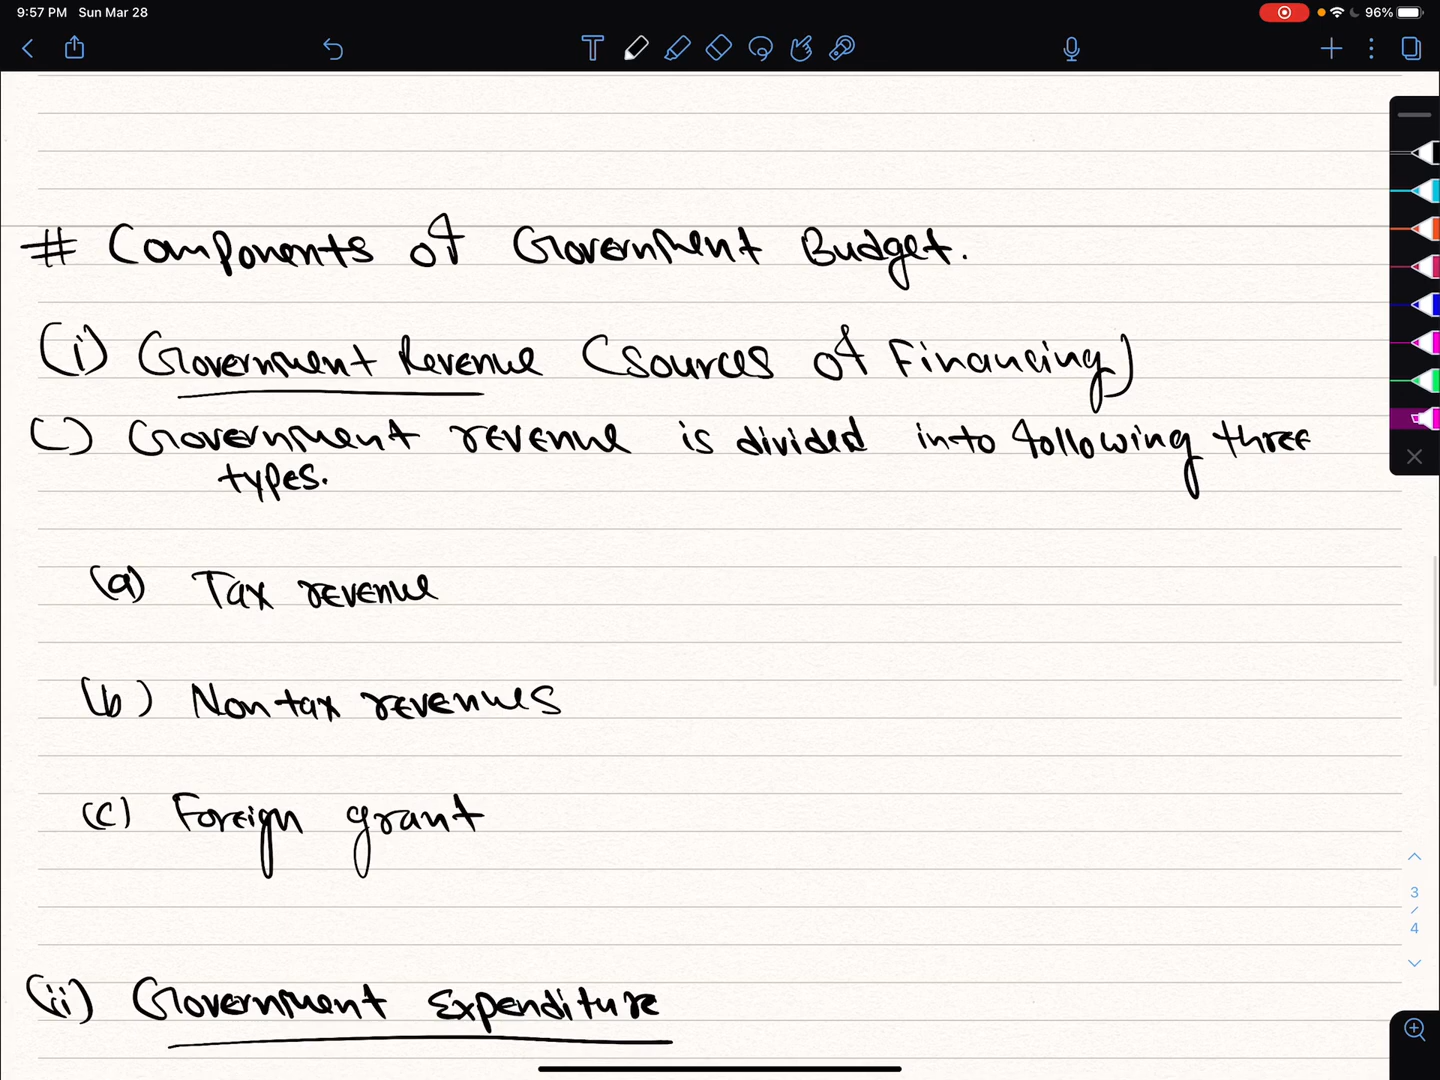 9:57 PM Sun Mar 28
96%
# Components of Government Budget.
(i) Government Revenue (Sources of Financing)
Government revenue is divided into following three
types.
(a) Tax revenue
(b) Non tax revenues
(c) Foreign grant
3
/
4
(ii) Government Expenditure